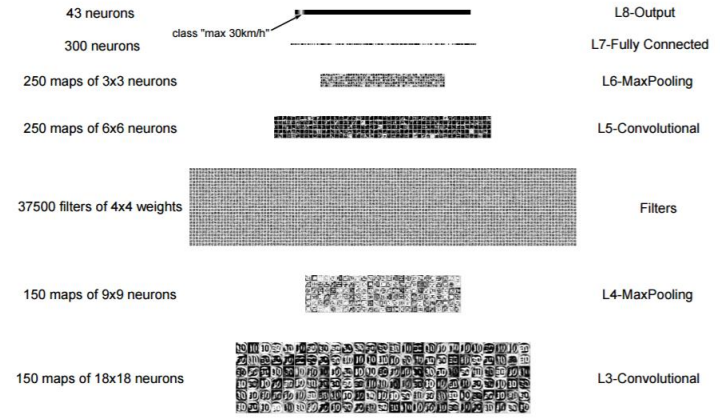 43 neurons
L8-Output
class "max 30km/h"
300 neurons
L7-Fully Connected
250 maps of 3x3 neurons
L6-MaxPooling
250 maps of 6x6 neurons
L5-Convolutional
37500 filters of 4x4 weights
Filters
150 maps of 9x9 neurons
L4-MaxPooling
150 maps of 18x18 neurons
L3-Convolutional